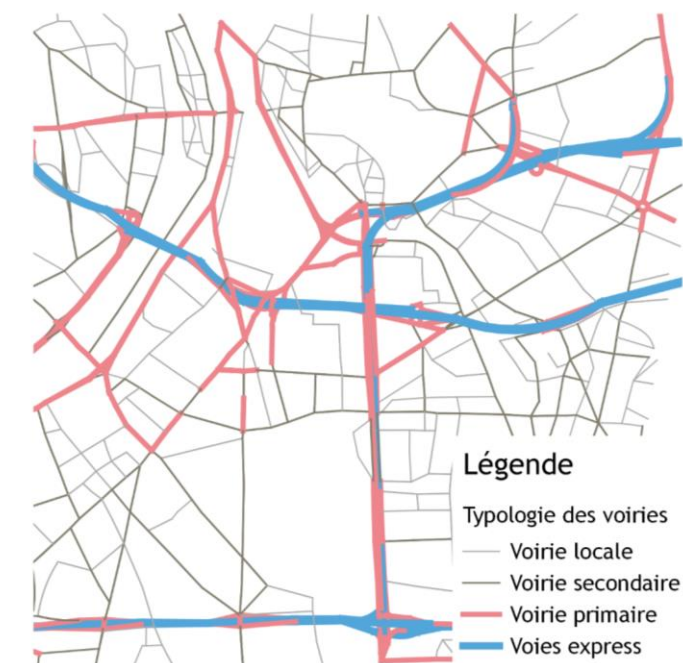 Légende
Typologie des voiries
Voirie locale
Voirie secondaire
Voirie primaire
Voies express